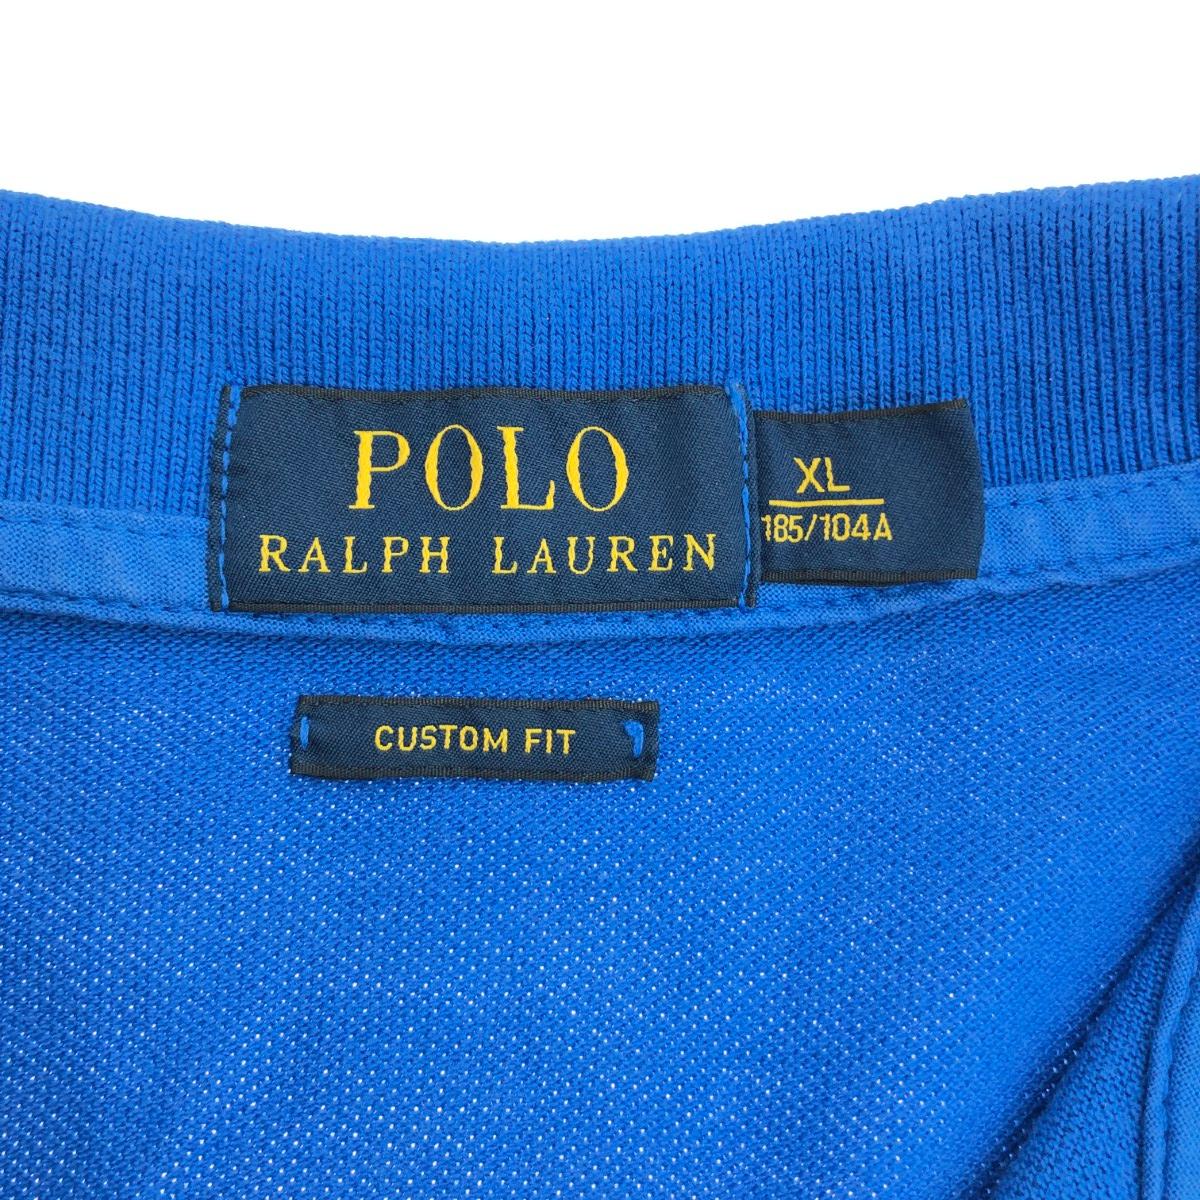 POLO
RALPH LAUREN
XL
185/104A
CUSTOM FIT